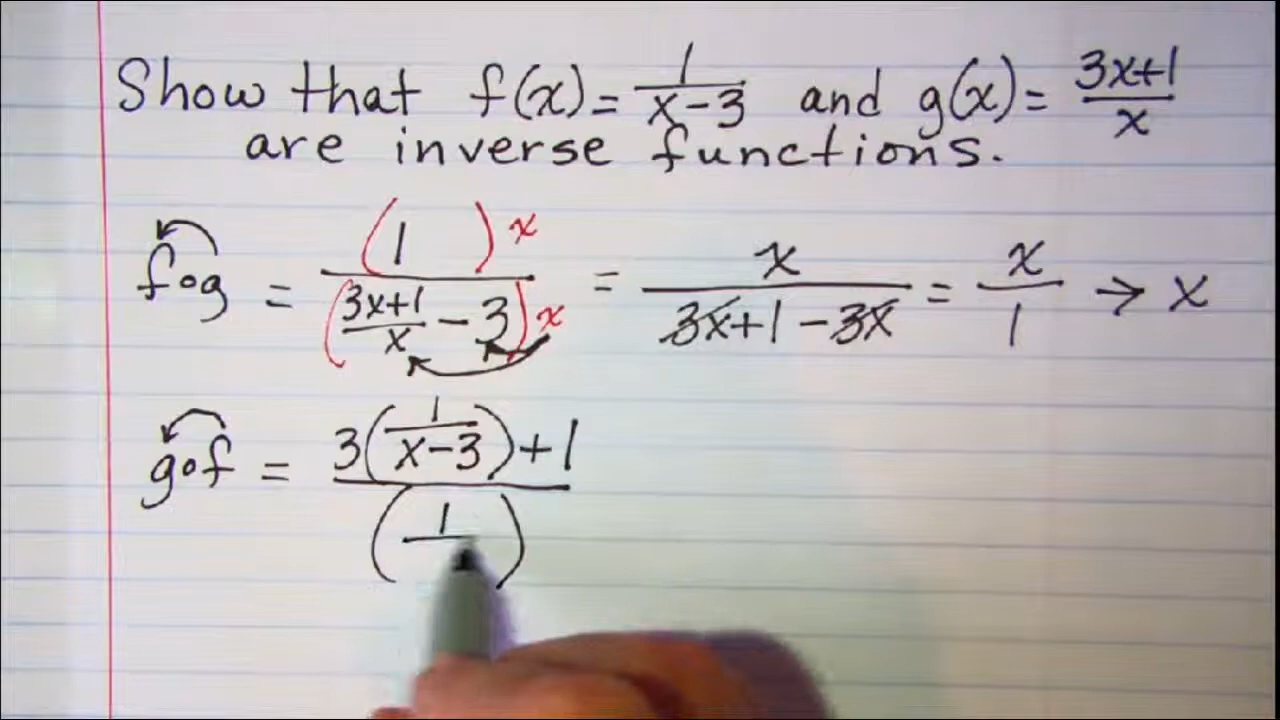 Show that f(x)= 1/(x-3) and g(x)= (3x+1)/x
are inverse functions.
f∘g = (1)x / ((3x+1)/x - 3)x = x / (3x+1-3x) = x/1 → x
g∘f = (3(1/(x-3))+1) / (1/ )